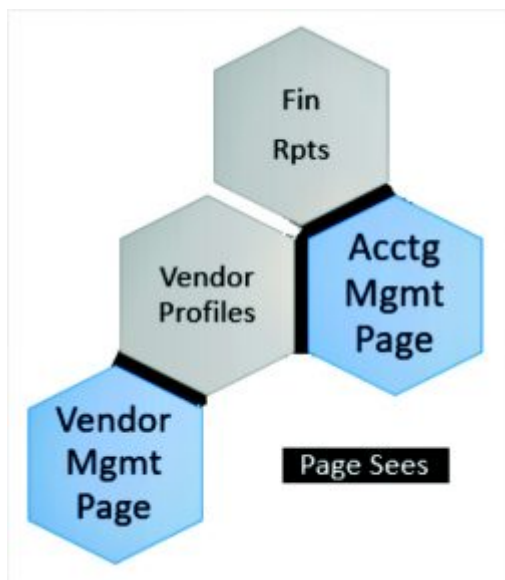 Fin
Rpts
Acctg
Mgmt
Page
Vendor
Profiles
Vendor
Mgmt
Page
Page Sees